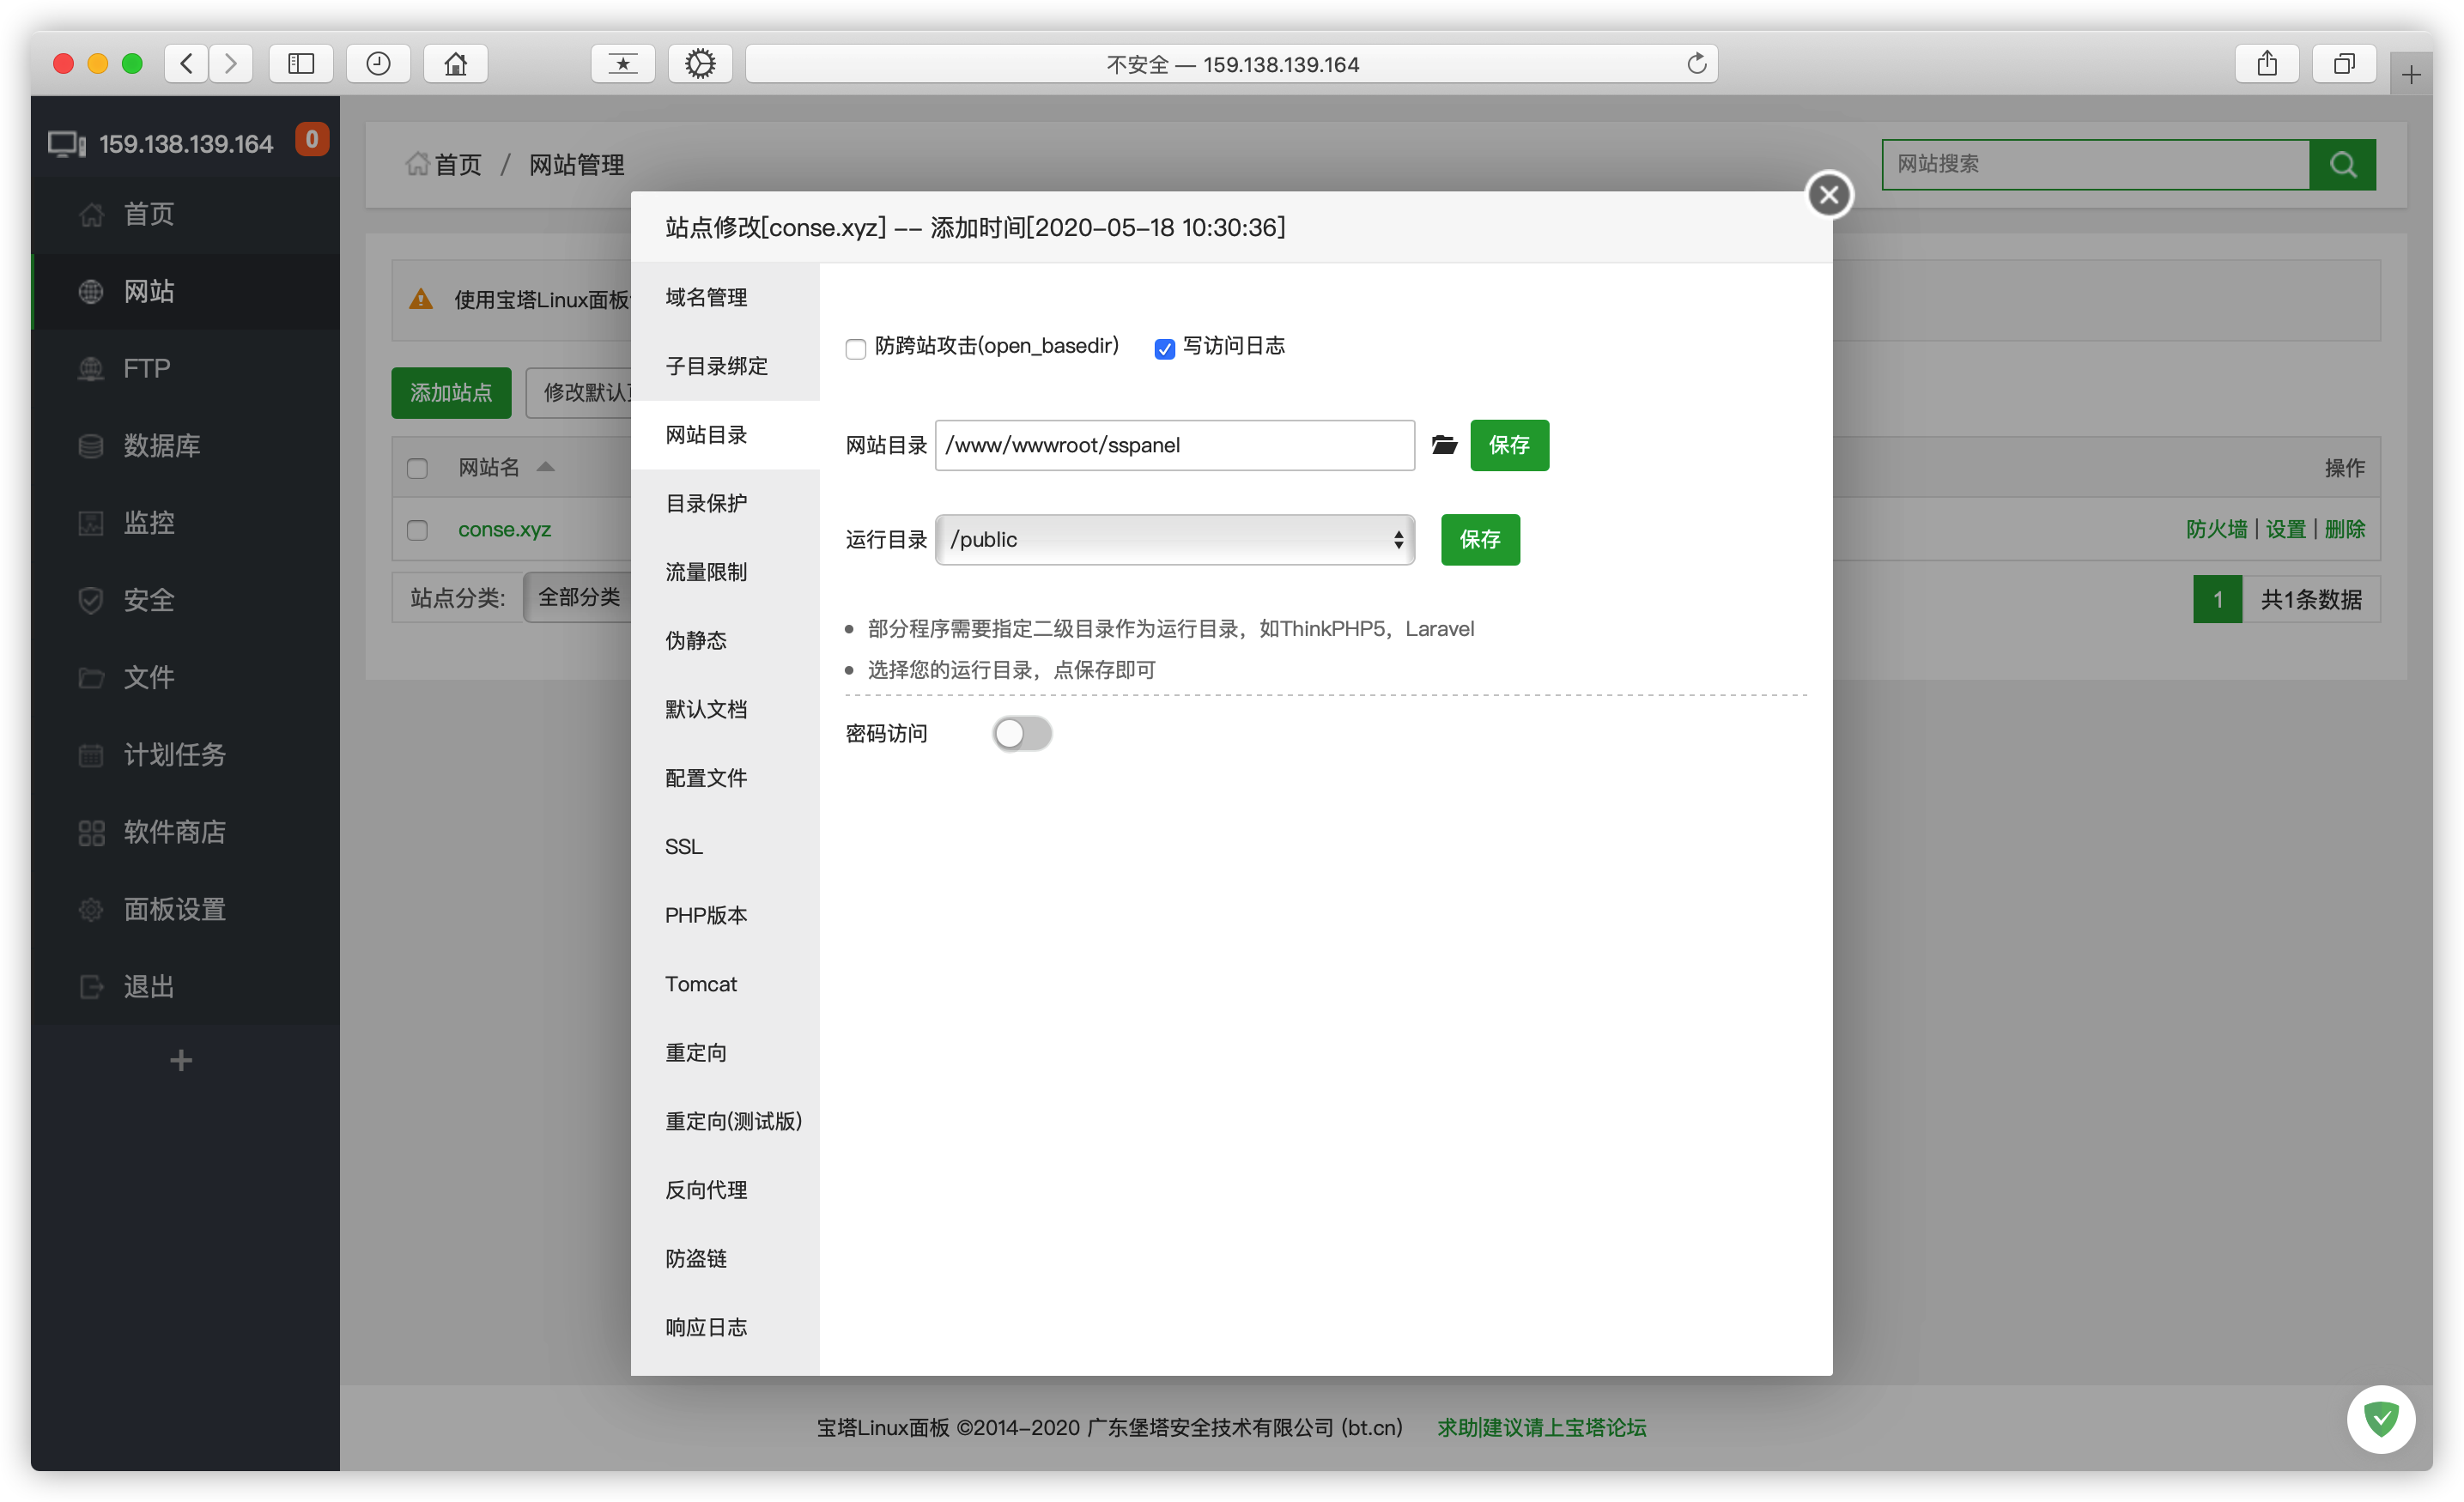 不安全 — 159.138.139.164
159.138.139.164
0
首页
网站
FTP
数据库
监控
安全
文件
计划任务
软件商店
面板设置
退出
首页 / 网站管理
网站搜索
使用宝塔Linux面板
添加站点
修改默认
网站名
操作
conse.xyz
防火墙 | 设置 | 删除
站点分类:
全部分类
1
共1条数据
站点修改[conse.xyz] -- 添加时间[2020-05-18 10:30:36]
域名管理
子目录绑定
网站目录
目录保护
流量限制
伪静态
默认文档
配置文件
SSL
PHP版本
Tomcat
重定向
重定向(测试版)
反向代理
防盗链
响应日志
防跨站攻击(open_basedir)
写访问日志
网站目录
/www/wwwroot/sspanel
保存
运行目录
/public
保存
部分程序需要指定二级目录作为运行目录，如ThinkPHP5，Laravel
选择您的运行目录，点保存即可
密码访问
宝塔Linux面板 ©2014-2020 广东堡塔安全技术有限公司 (bt.cn)
求助|建议请上宝塔论坛